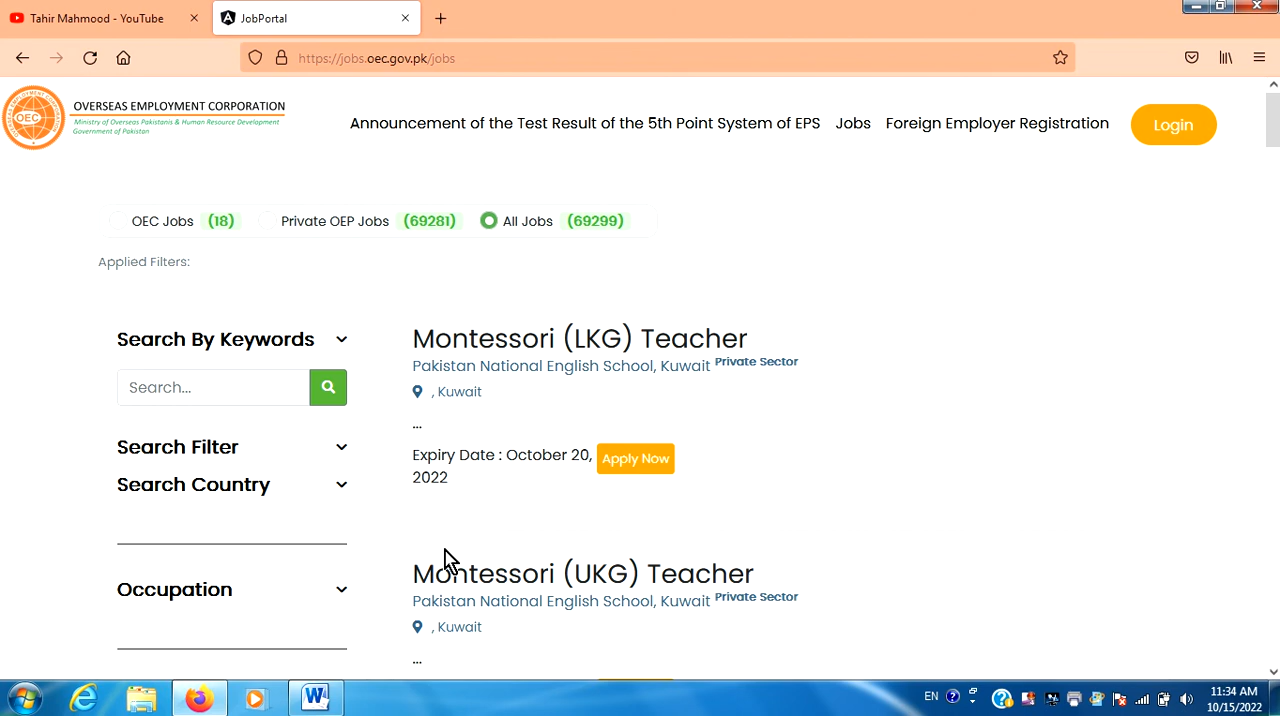 Tahir Mahmood - YouTube
JobPortal
https://jobs.oec.gov.pk/jobs
OEC
OVERSEAS EMPLOYMENT CORPORATION
Ministry of Overseas Pakistanis & Human Resource Development
Government of Pakistan
Announcement of the Test Result of the 5th Point System of EPS
Jobs
Foreign Employer Registration
Login
OEC Jobs (18)
Private OEP Jobs (69281)
All Jobs (69299)
Applied Filters:
Search By Keywords
Search...
Search Filter
Search Country
Occupation
Montessori (LKG) Teacher
Pakistan National English School, Kuwait Private Sector
, Kuwait
...
Expiry Date : October 20,
2022
Apply Now
Montessori (UKG) Teacher
Pakistan National English School, Kuwait Private Sector
, Kuwait
...
EN
11:34 AM
10/15/2022